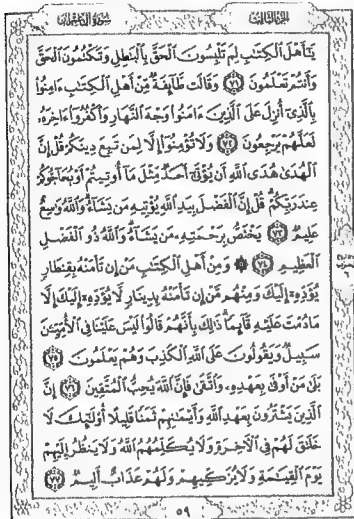 الجزء الثالث سورة آل عمران
يَٰٓأَهْلَ ٱلْكِتَٰبِ لِمَ تَلْبِسُونَ ٱلْحَقَّ بِٱلْبَٰطِلِ وَتَكْتُمُونَ ٱلْحَقَّ
وَأَنتُمْ تَعْلَمُونَ ٧١ وَقَالَت طَّآئِفَةٌ مِّنْ أَهْلِ ٱلْكِتَٰبِ ءَامِنُوا۟
بِٱلَّذِىٓ أُنزِلَ عَلَى ٱلَّذِينَ ءَامَنُوا۟ وَجْهَ ٱلنَّهَارِ وَٱكْفُرُوٓا۟ ءَاخِرَهُۥ
لَعَلَّهُمْ يَرْجِعُونَ ٧٢ وَلَا تُؤْمِنُوٓا۟ إِلَّا لِمَن تَبِعَ دِينَكُمْ قُلْ إِنَّ
ٱلْهُدَىٰ هُدَى ٱللَّهِ أَن يُؤْتَىٰٓ أَحَدٌ مِّثْلَ مَآ أُوتِيتُمْ أَوْ يُحَآجُّوكُمْ
عِندَ رَبِّكُمْ قُلْ إِنَّ ٱلْفَضْلَ بِيَدِ ٱللَّهِ يُؤْتِيهِ مَن يَشَآءُ وَٱللَّهُ وَٰسِعٌ
عَلِيمٌ ٧٣ يَخْتَصُّ بِرَحْمَتِهِۦ مَن يَشَآءُ وَٱللَّهُ ذُو ٱلْفَضْلِ
ٱلْعَظِيمِ ٧٤ ۞ وَمِنْ أَهْلِ ٱلْكِتَٰبِ مَنْ إِن تَأْمَنْهُ بِقِنطَارٍ
يُؤَدِّهِۦٓ إِلَيْكَ وَمِنْهُم مَّنْ إِن تَأْمَنْهُ بِدِينَارٍ لَّا يُؤَدِّهِۦٓ إِلَيْكَ إِلَّا
مَا دُمْتَ عَلَيْهِ قَآئِمًا ذَٰلِكَ بِأَنَّهُمْ قَالُوا۟ لَيْسَ عَلَيْنَا فِى ٱلْأُمِّيِّۦنَ
سَبِيلٌ وَيَقُولُونَ عَلَى ٱللَّهِ ٱلْكَذِبَ وَهُمْ يَعْلَمُونَ ٧٥
بَلَىٰ مَنْ أَوْفَىٰ بِعَهْدِهِۦ وَٱتَّقَىٰ فَإِنَّ ٱللَّهَ يُحِبُّ ٱلْمُتَّقِينَ ٧٦ إِنَّ
ٱلَّذِينَ يَشْتَرُونَ بِعَهْدِ ٱللَّهِ وَأَيْمَٰنِهِمْ ثَمَنًا قَلِيلًا أُو۟لَٰٓئِكَ لَا
خَلَٰقَ لَهُمْ فِى ٱلْءَاخِرَةِ وَلَا يُكَلِّمُهُمُ ٱللَّهُ وَلَا يَنظُرُ إِلَيْهِمْ
يَوْمَ ٱلْقِيَٰمَةِ وَلَا يُزَكِّيهِمْ وَلَهُمْ عَذَابٌ أَلِيمٌ ٧٧
٥٩